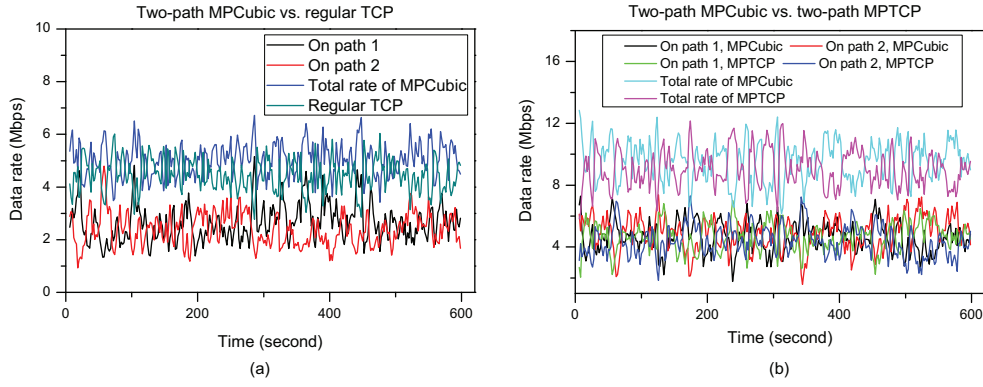 Two-path MPCubic vs. regular TCP
Data rate (Mbps)
10
8
6
4
2
0
On path 1
On path 2
Total rate of MPCubic
Regular TCP
0 200 400 600
Time (second)
(a)
Two-path MPCubic vs. two-path MPTCP
Data rate (Mbps)
16
12
8
4
On path 1, MPCubic On path 2, MPCubic
On path 1, MPTCP On path 2, MPTCP
Total rate of MPCubic
Total rate of MPTCP
0 200 400 600
Time (second)
(b)